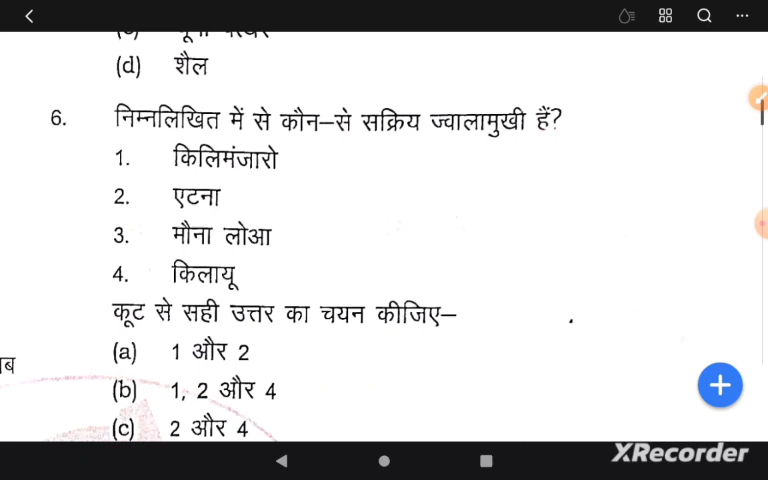 (d) शैल
6. निम्नलिखित में से कौन–से सक्रिय ज्वालामुखी हैं?
1. किलिमंजारो
2. एटना
3. मौना लोआ
4. किलायू
कूट से सही उत्तर का चयन कीजिए–
(a) 1 और 2
(b) 1, 2 और 4
(c) 2 और 4
XRecorder